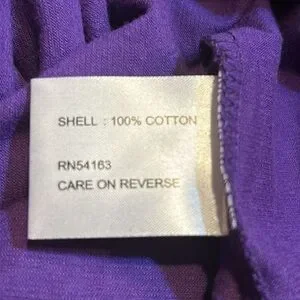 SHELL : 100% COTTON
RN54163
CARE ON REVERSE